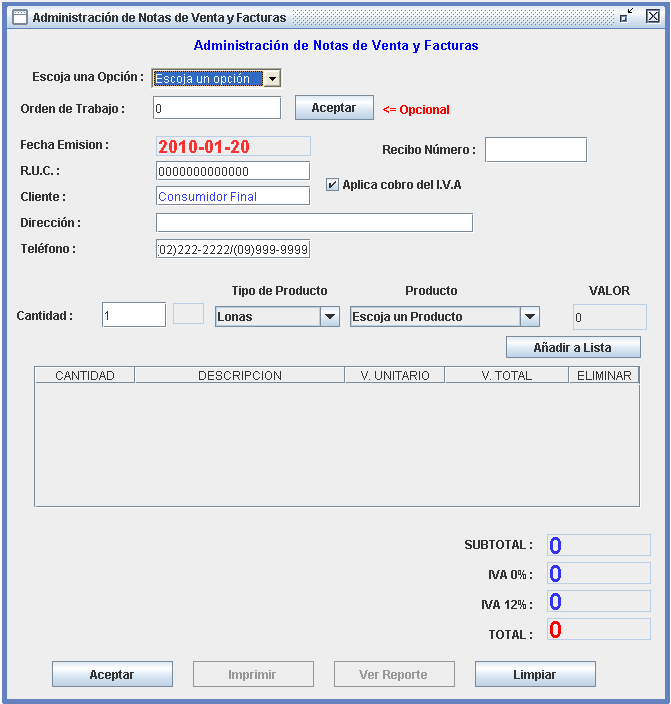 Administración de Notas de Venta y Facturas
Administración de Notas de Venta y Facturas
Escoja una Opción : Escoja un opción
Orden de Trabajo : 0 Aceptar <= Opcional
Fecha Emision : 2010-01-20 Recibo Número :
R.U.C. : 0000000000000
Aplica cobro del I.V.A
Cliente : Consumidor Final
Dirección :
Teléfono : 02)222-2222/(09)999-9999
Tipo de Producto Producto VALOR
Cantidad : 1 Lonas Escoja un Producto 0
Añadir a Lista
CANTIDAD DESCRIPCION V. UNITARIO V. TOTAL ELIMINAR
SUBTOTAL : 0
IVA 0% : 0
IVA 12% : 0
TOTAL : 0
Aceptar Imprimir Ver Reporte Limpiar